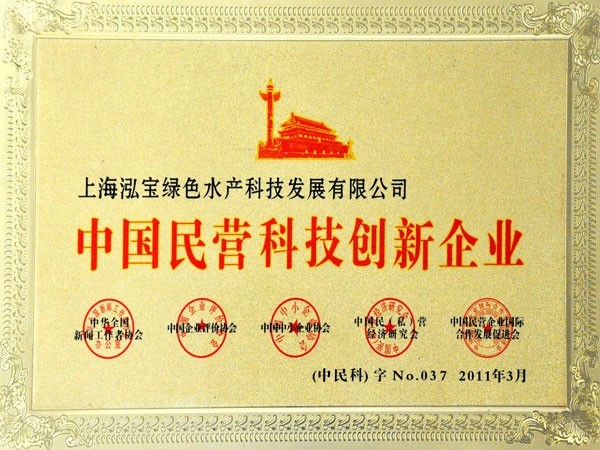 上海泓宝绿色水产科技发展有限公司
中国民营科技创新企业
中华全国
新闻工作者协会
中国企业评价协会
中国中小企业协会
中国民(私)营
经济研究会
中国民营企业国际
合作发展促进会
(中民科)字 No.037 2011年3月